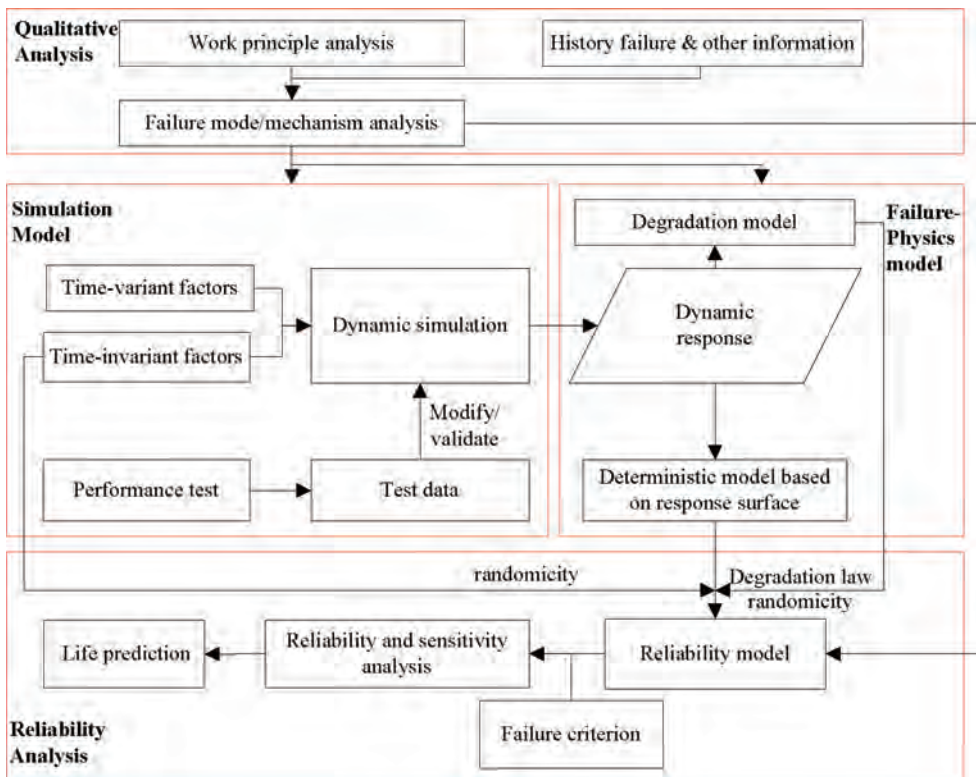 Qualitative
Analysis
Work principle analysis
History failure & other information
Failure mode/mechanism analysis
Simulation
Model
Failure-
Physics
model
Degradation model
Time-variant factors
Time-invariant factors
Dynamic simulation
Dynamic
response
Modify/
validate
Performance test
Test data
Deterministic model based
on response surface
randomicity
Degradation law
randomicity
Life prediction
Reliability and sensitivity
analysis
Reliability model
Failure criterion
Reliability
Analysis